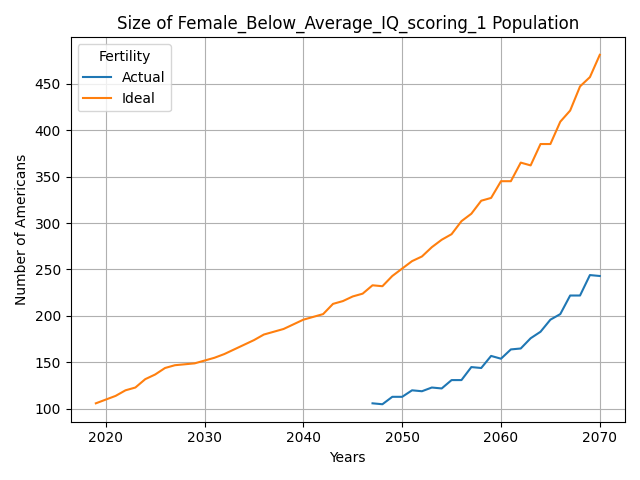 Size of Female_Below_Average_IQ_scoring_1 Population
Fertility
Actual
Ideal
Number of Americans
450
400
350
300
250
200
150
100
2020 2030 2040 2050 2060 2070
Years